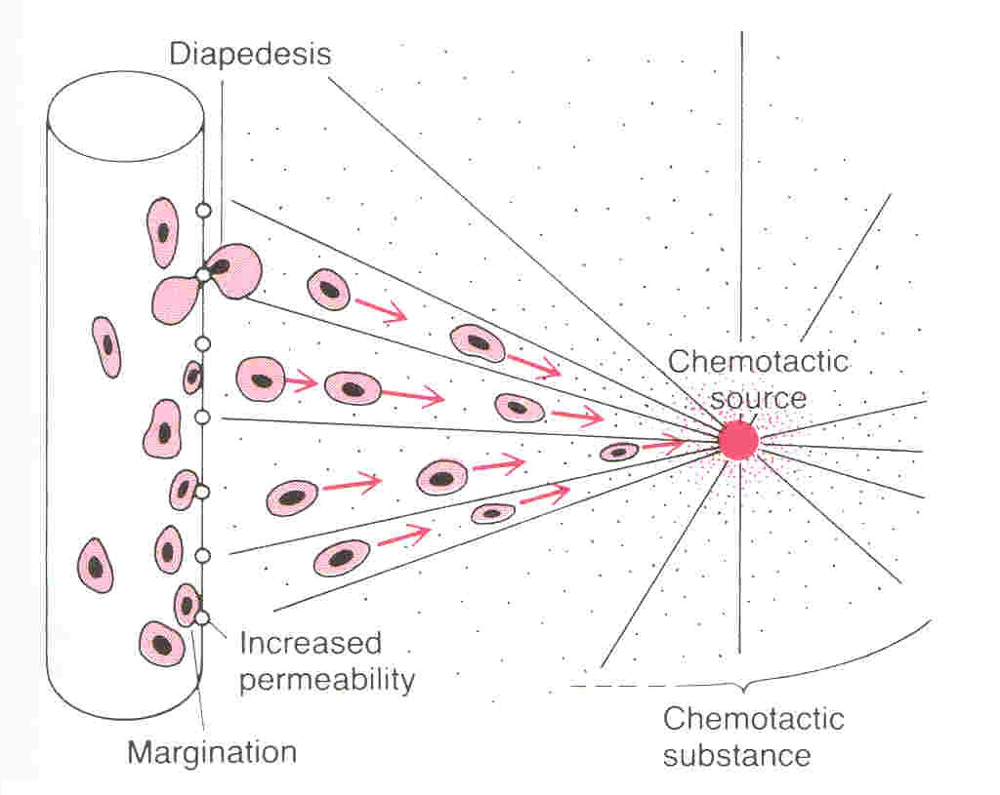 Diapedesis
Chemotactic
source
Increased
permeability
Chemotactic
substance
Margination